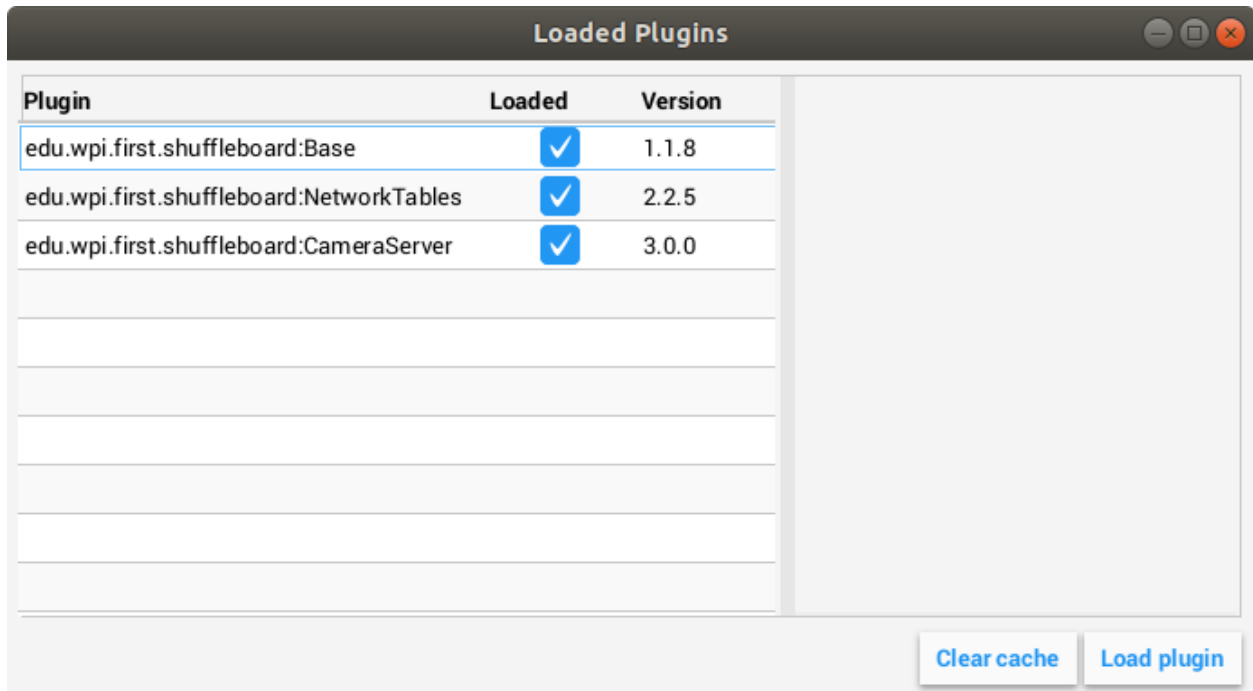 Loaded Plugins
Plugin Loaded Version
edu.wpi.first.shuffleboard:Base 1.1.8
edu.wpi.first.shuffleboard:NetworkTables 2.2.5
edu.wpi.first.shuffleboard:CameraServer 3.0.0
Clear cache Load plugin